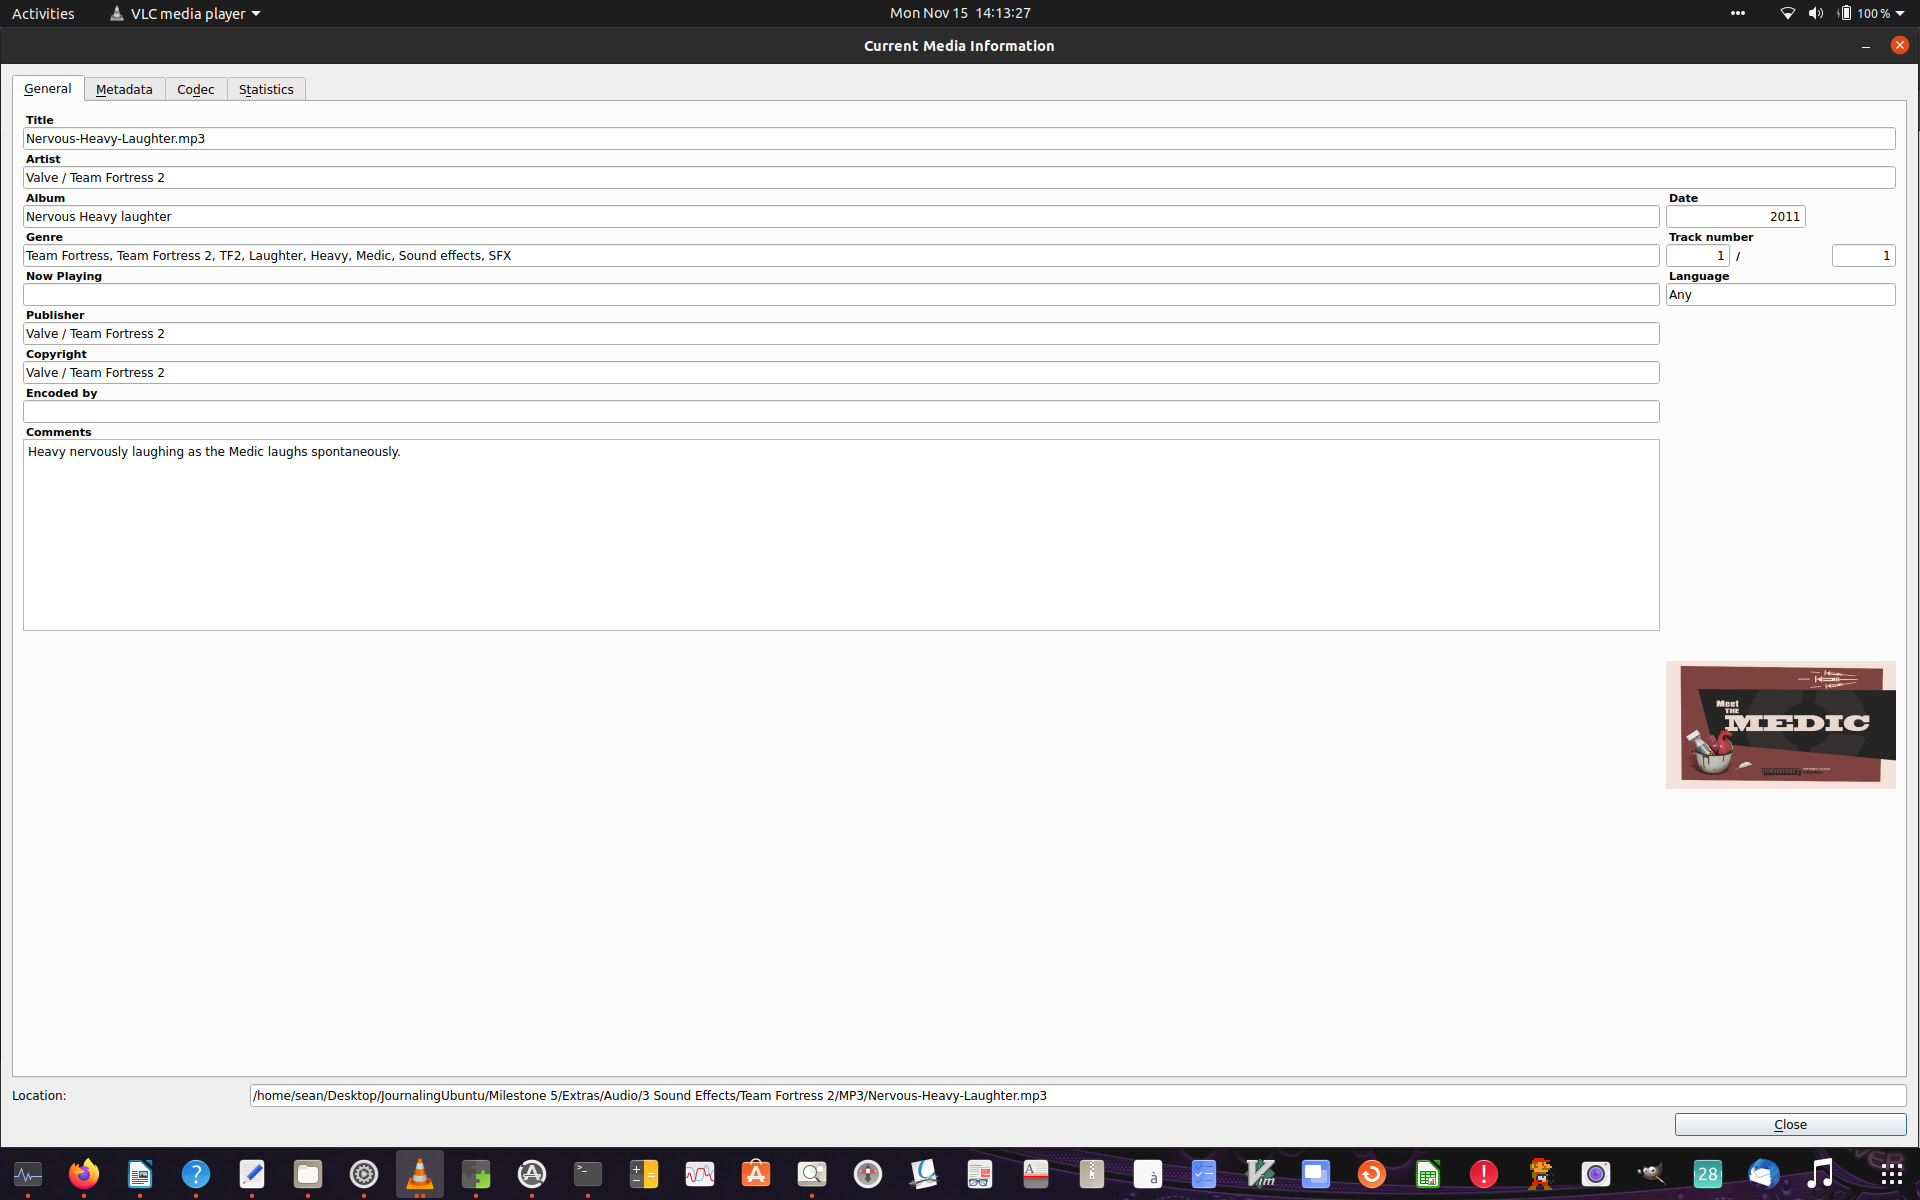 Activities VLC media player Mon Nov 15 14:13:27 100 %
Current Media Information
General Metadata Codec Statistics
Title
Nervous-Heavy-Laughter.mp3
Artist
Valve / Team Fortress 2
Album Date
Nervous Heavy laughter 2011
Genre Track number
Team Fortress, Team Fortress 2, TF2, Laughter, Heavy, Medic, Sound effects, SFX 1 / 1
Now Playing Language
Any
Publisher
Valve / Team Fortress 2
Copyright
Valve / Team Fortress 2
Encoded by
Comments
Heavy nervously laughing as the Medic laughs spontaneously.
Meet
THE
MEDIC
Location: /home/sean/Desktop/JournalingUbuntu/Milestone 5/Extras/Audio/3 Sound Effects/Team Fortress 2/MP3/Nervous-Heavy-Laughter.mp3
Close
28